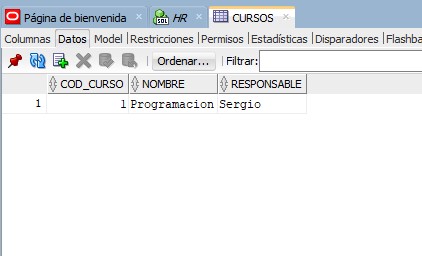 Página de bienvenida HR CURSOS
Columnas Datos Model Restricciones Permisos Estadísticas Disparadores Flashba
Ordenar... Filtrar:
COD_CURSO NOMBRE RESPONSABLE
1 1 Programacion Sergio